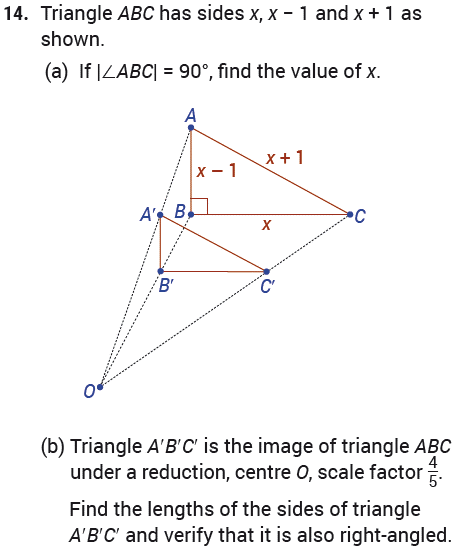 14. Triangle ABC has sides x, x − 1 and x + 1 as
shown.
(a) If |∠ABC| = 90°, find the value of x.
A
x + 1
x − 1
A′
B
C
x
B′
C′
O
(b) Triangle A′B′C′ is the image of triangle ABC
under a reduction, centre O, scale factor 4/5.
Find the lengths of the sides of triangle
A′B′C′ and verify that it is also right-angled.